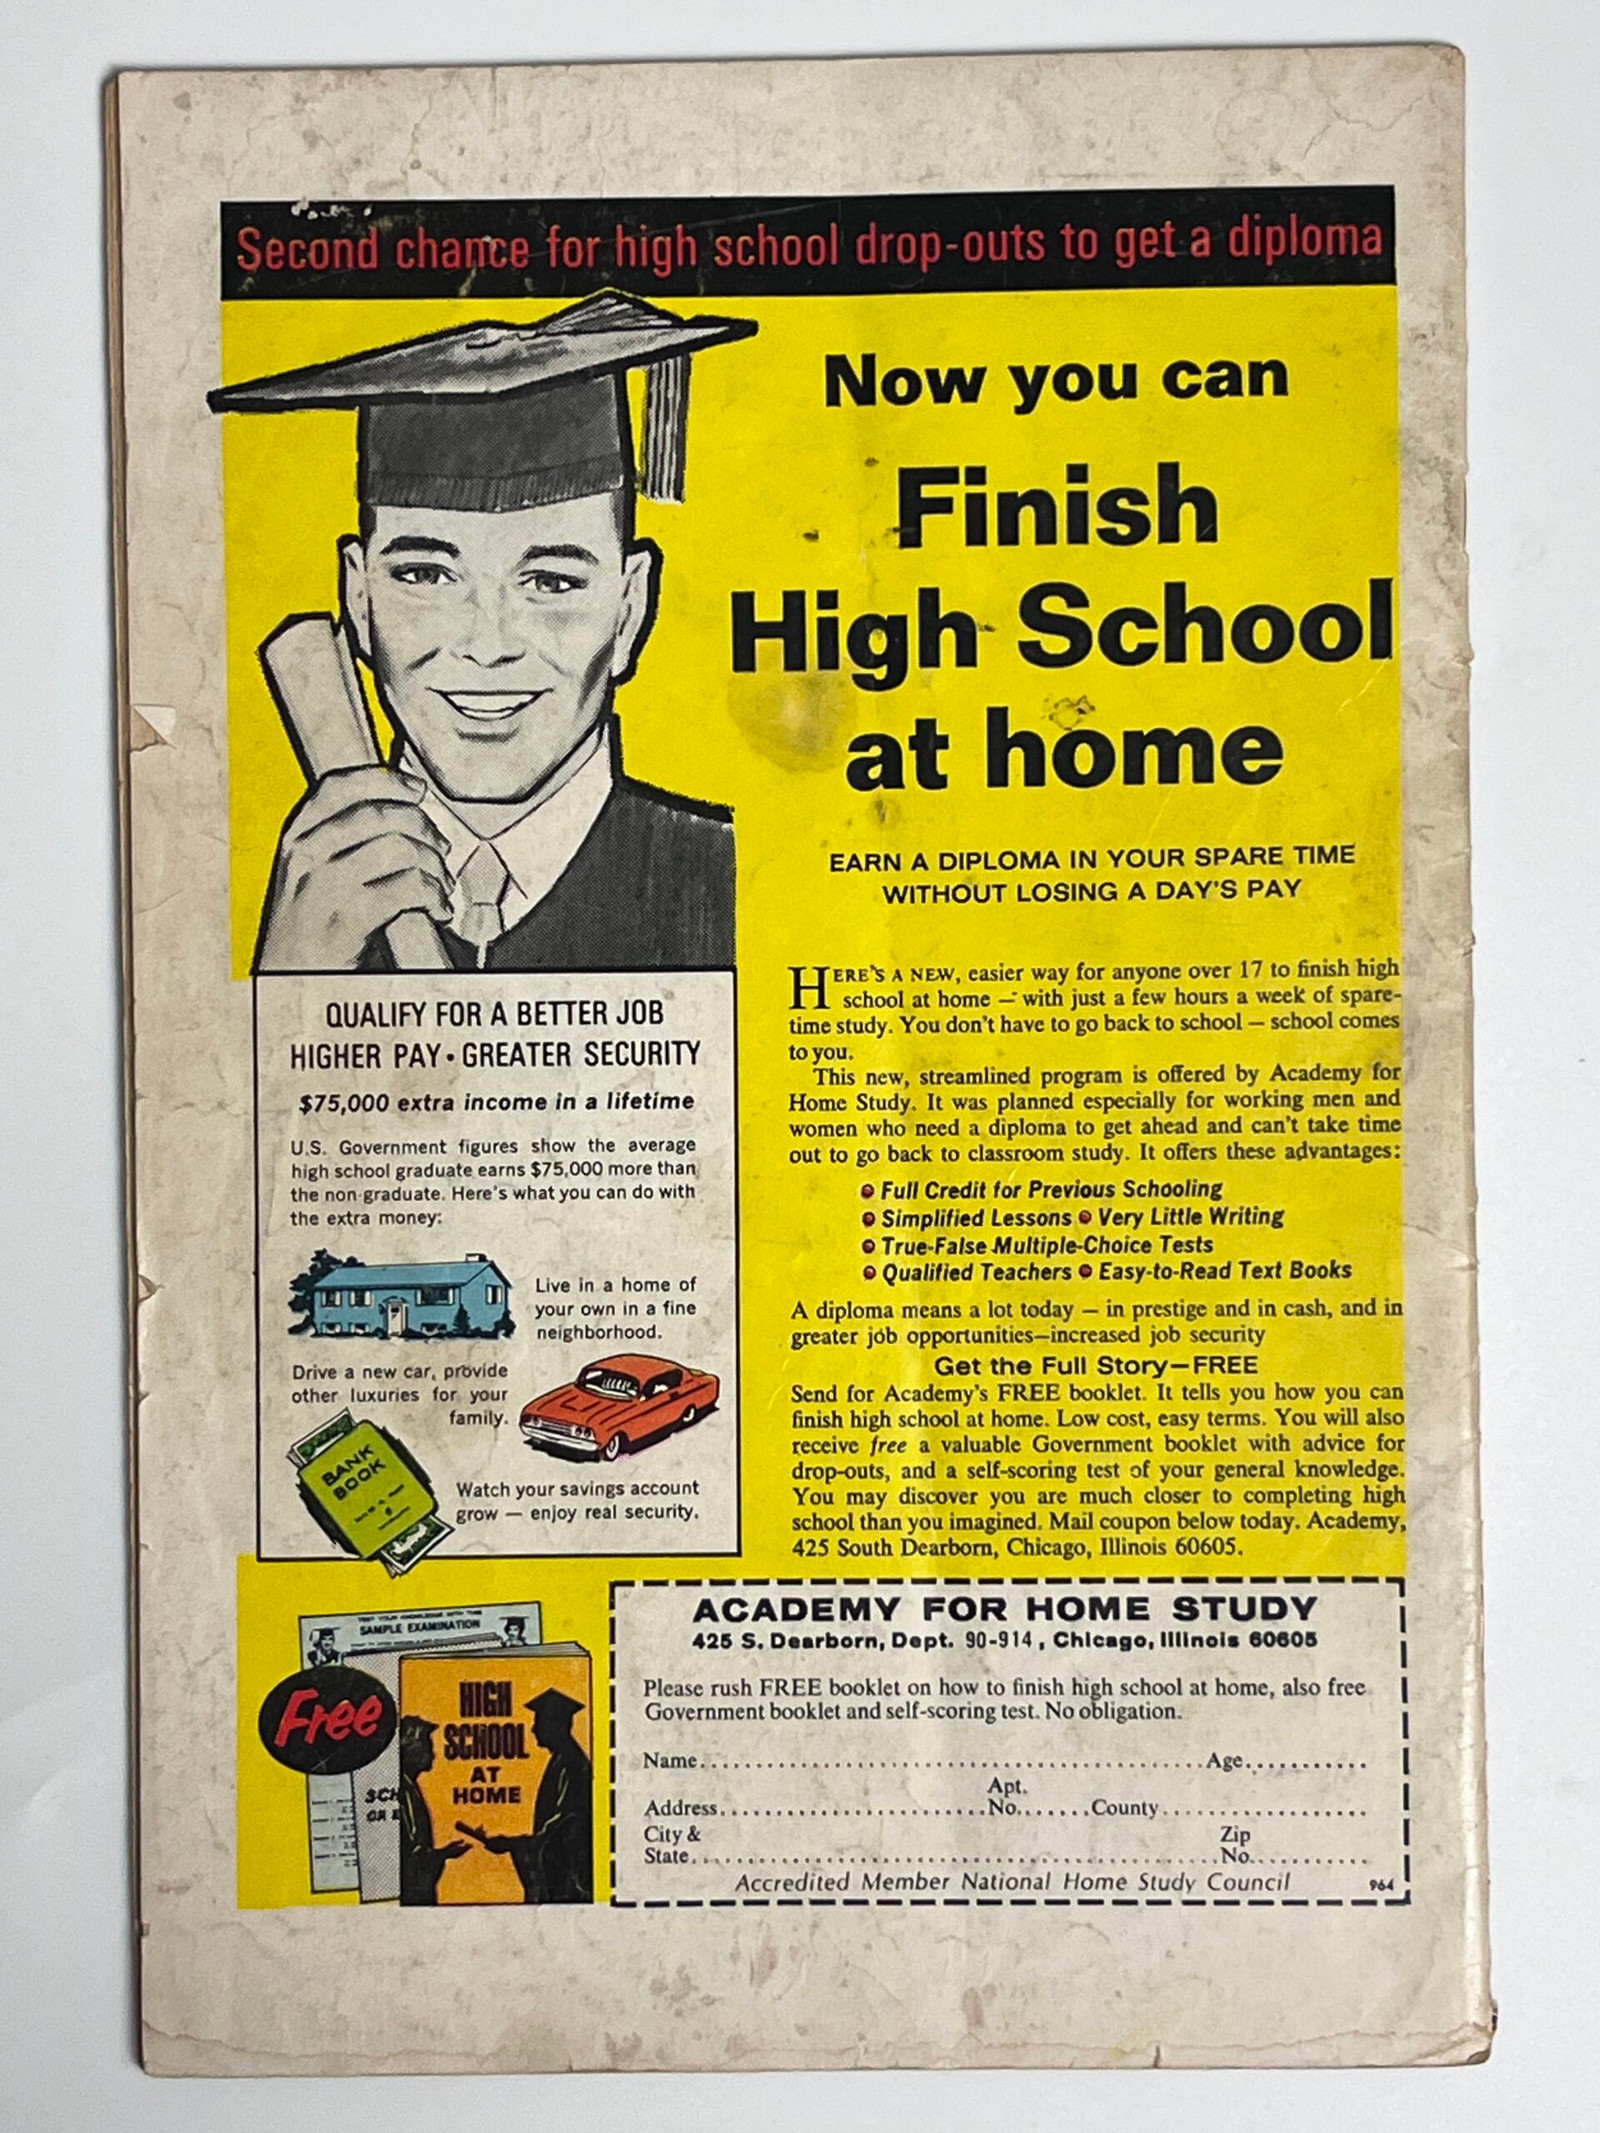 Second chance for high school drop-outs to get a diploma
Now you can
Finish
High School
at home
EARN A DIPLOMA IN YOUR SPARE TIME
WITHOUT LOSING A DAY'S PAY
HERE'S A NEW, easier way for anyone over 17 to finish high
school at home — with just a few hours a week of spare-
time study. You don't have to go back to school — school comes
to you.
This new, streamlined program is offered by Academy for
Home Study. It was planned especially for working men and
women who need a diploma to get ahead and can't take time
out to go back to classroom study. It offers these advantages:
• Full Credit for Previous Schooling
• Simplified Lessons • Very Little Writing
• True-False Multiple-Choice Tests
• Qualified Teachers • Easy-to-Read Text Books
A diploma means a lot today — in prestige and in cash, and in
greater job opportunities—increased job security
Get the Full Story—FREE
Send for Academy's FREE booklet. It tells you how you can
finish high school at home. Low cost, easy terms. You will also
receive free a valuable Government booklet with advice for
drop-outs, and a self-scoring test of your general knowledge.
You may discover you are much closer to completing high
school than you imagined. Mail coupon below today. Academy,
425 South Dearborn, Chicago, Illinois 60605.
QUALIFY FOR A BETTER JOB
HIGHER PAY • GREATER SECURITY
$75,000 extra income in a lifetime
U.S. Government figures show the average
high school graduate earns $75,000 more than
the non-graduate. Here's what you can do with
the extra money:
Live in a home of
your own in a fine
neighborhood.
Drive a new car, provide
other luxuries for your
family.
BANK
BOOK
Watch your savings account
grow — enjoy real security.
TEST YOUR KNOWLEDGE WITH THIS
SAMPLE EXAMINATION
Free
HIGH
SCHOOL
AT
HOME
SCH
OR E
ACADEMY FOR HOME STUDY
425 S. Dearborn, Dept. 90-914, Chicago, Illinois 60605
Please rush FREE booklet on how to finish high school at home, also free
Government booklet and self-scoring test. No obligation.
Name.......................................................Age............
Apt.
Address............................No.......County....................
City &
Zip
State.......................................................No............
Accredited Member National Home Study Council 964